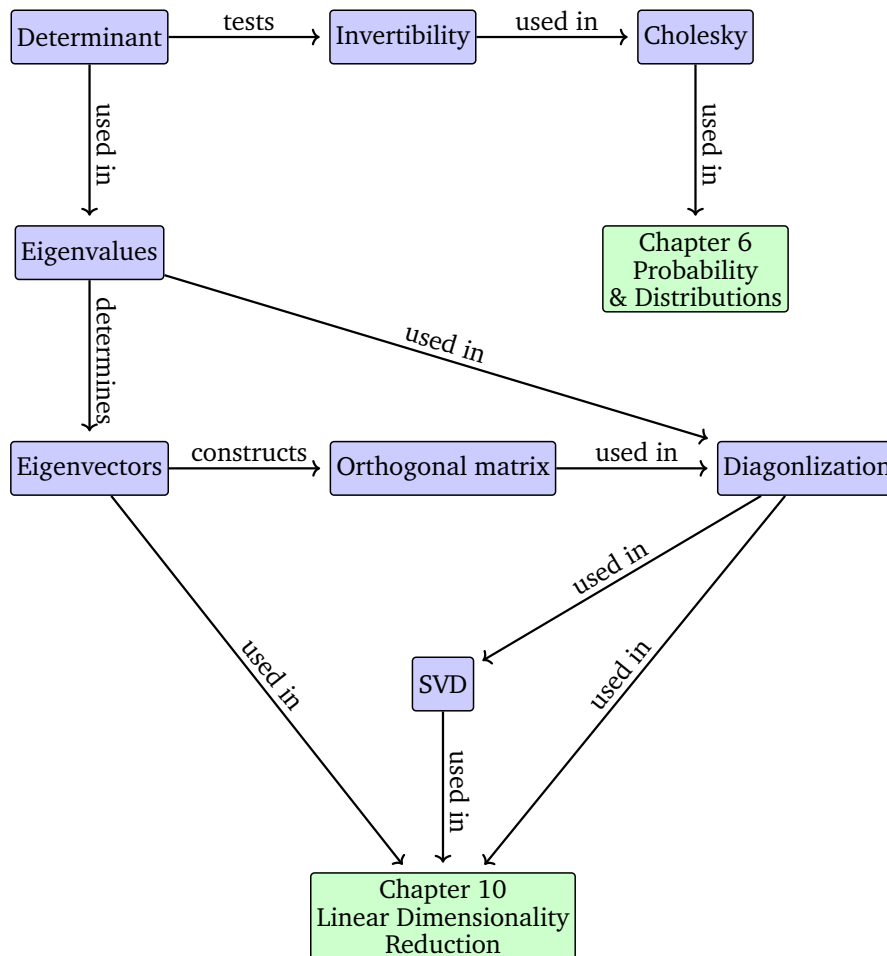 Determinant
tests
Invertibility
used in
Cholesky
used in
used in
Eigenvalues
Chapter 6
Probability
& Distributions
determines
used in
Eigenvectors
constructs
Orthogonal matrix
used in
Diagonlization
used in
used in
used in
SVD
used in
Chapter 10
Linear Dimensionality
Reduction